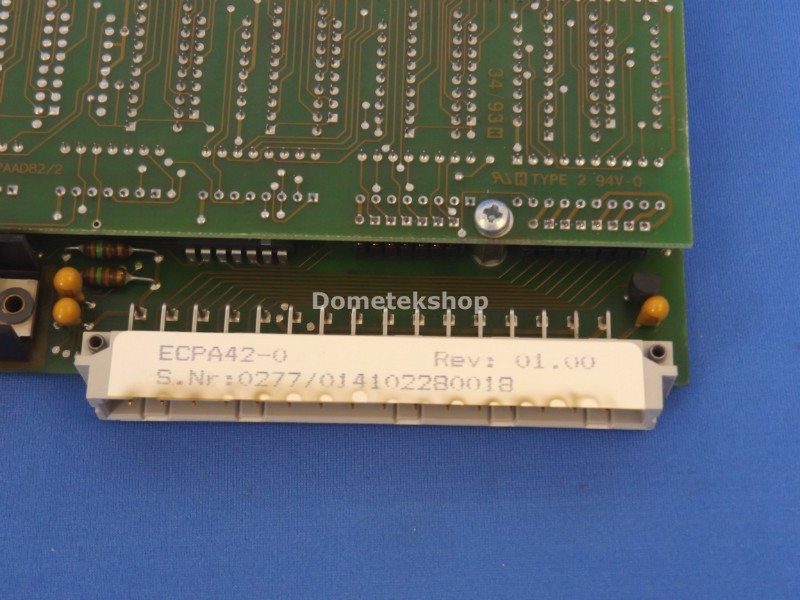 34 93
PAAD82/2
TYPE 2 94V-0
Dometekshop
ECPA42-0 Rev: 01.00
S.Nr:0277/014102280018